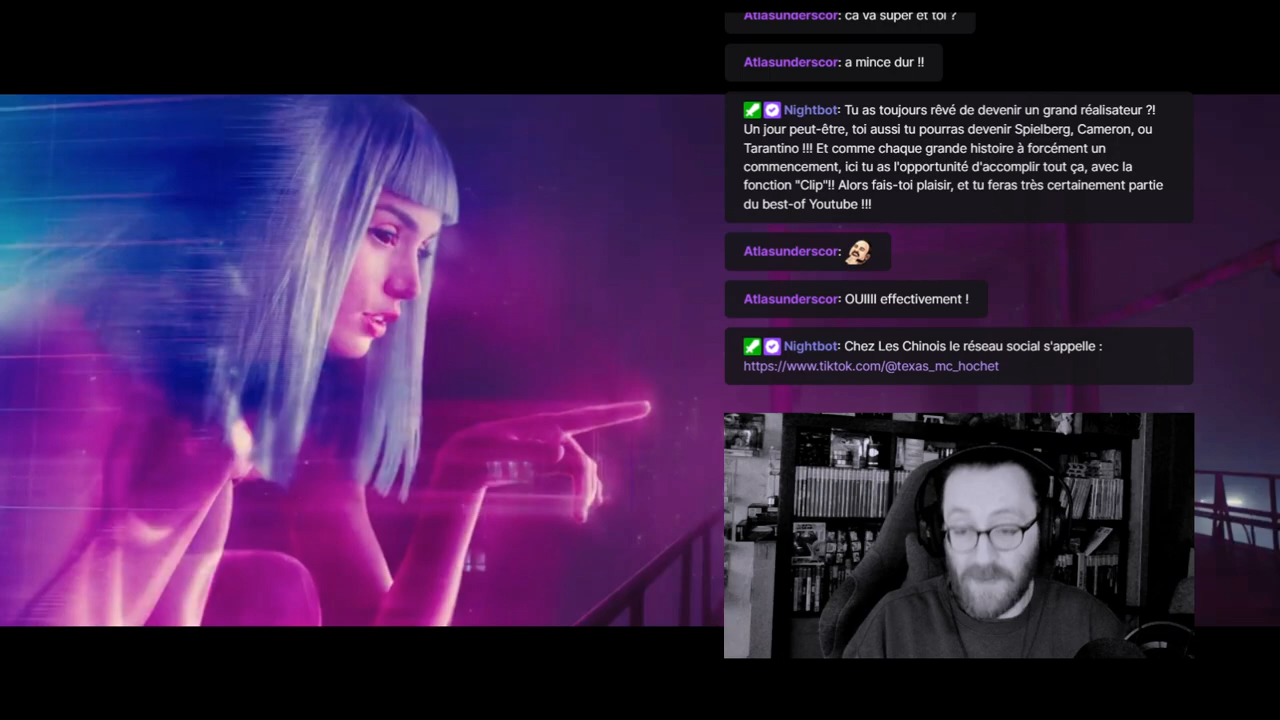 Atlasunderscor: ca va super et toi ?
Atlasunderscor: a mince dur !!
Nightbot: Tu as toujours rêvé de devenir un grand réalisateur ?!
Un jour peut-être, toi aussi tu pourras devenir Spielberg, Cameron, ou
Tarantino !!! Et comme chaque grande histoire à forcément un
commencement, ici tu as l'opportunité d'accomplir tout ça, avec la
fonction "Clip"!! Alors fais-toi plaisir, et tu feras très certainement partie
du best-of Youtube !!!
Atlasunderscor:
Atlasunderscor: OUIIII effectivement !
Nightbot: Chez Les Chinois le réseau social s'appelle :
https://www.tiktok.com/@texas_mc_hochet